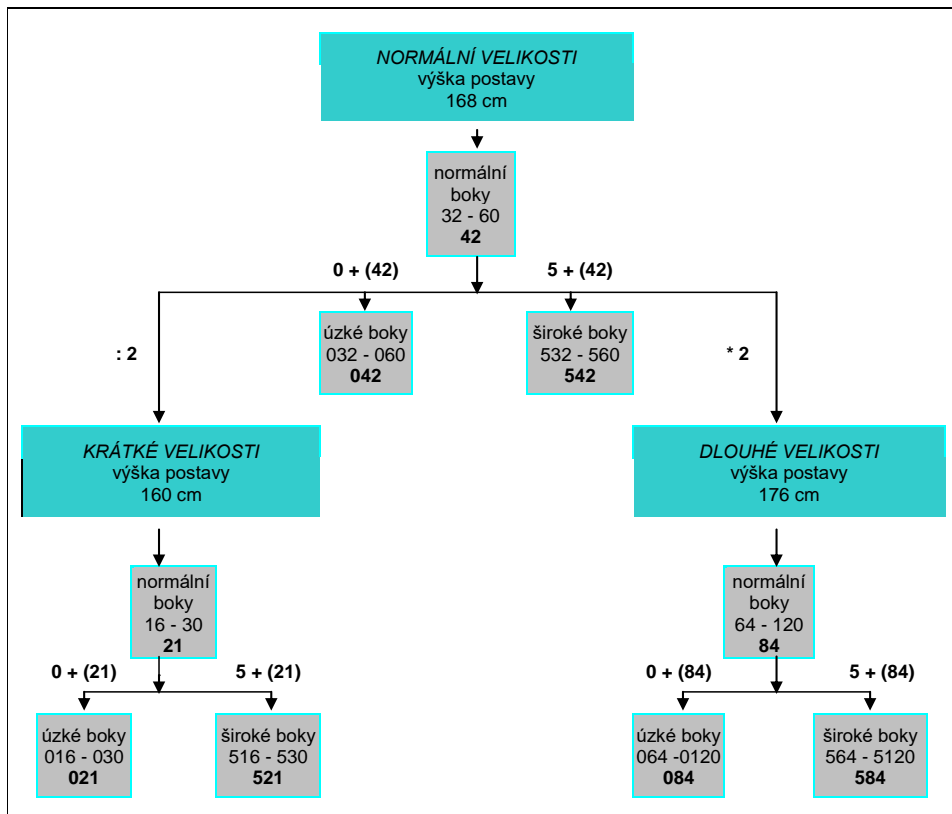 NORMÁLNÍ VELIKOSTI
výška postavy
168 cm
normální
boky
32 - 60
42
0 + (42)
5 + (42)
: 2
úzké boky
032 - 060
042
široké boky
532 - 560
542
* 2
KRÁTKÉ VELIKOSTI
výška postavy
160 cm
DLOUHÉ VELIKOSTI
výška postavy
176 cm
normální
boky
16 - 30
21
normální
boky
64 - 120
84
0 + (21)
5 + (21)
0 + (84)
5 + (84)
úzké boky
016 - 030
021
široké boky
516 - 530
521
úzké boky
064 -0120
084
široké boky
564 - 5120
584